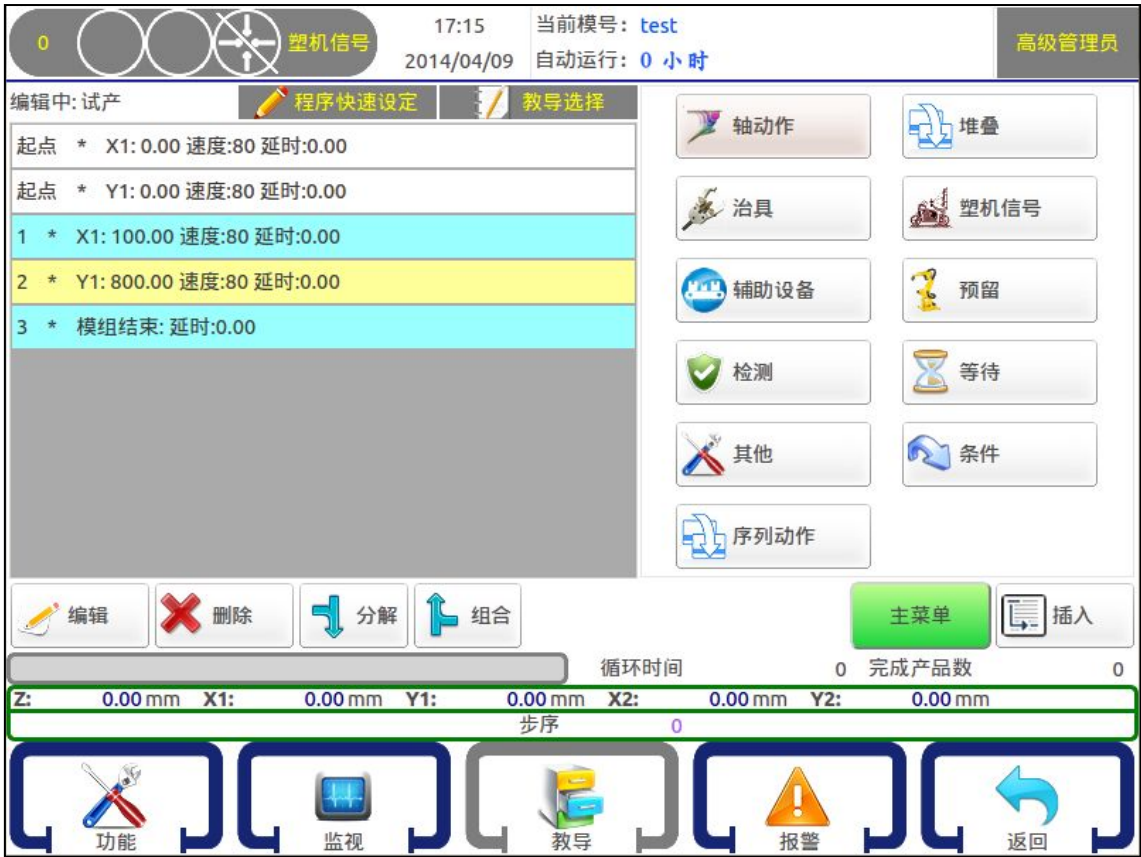 0 塑机信号 17:15 当前模号: test 高级管理员
2014/04/09 自动运行: 0 小时
编辑中: 试产 程序快速设定 教导选择
起点 * X1: 0.00 速度:80 延时:0.00
起点 * Y1: 0.00 速度:80 延时:0.00
1 * X1: 100.00 速度:80 延时:0.00
2 * Y1: 800.00 速度:80 延时:0.00
3 * 模组结束: 延时:0.00
轴动作 堆叠
治具 塑机信号
辅助设备 预留
检测 等待
其他 条件
序列动作
编辑 删除 分解 组合 主菜单 插入
循环时间 0 完成产品数 0
Z: 0.00 mm X1: 0.00 mm Y1: 0.00 mm X2: 0.00 mm Y2: 0.00 mm
步序 0
功能 监视 教导 报警 返回